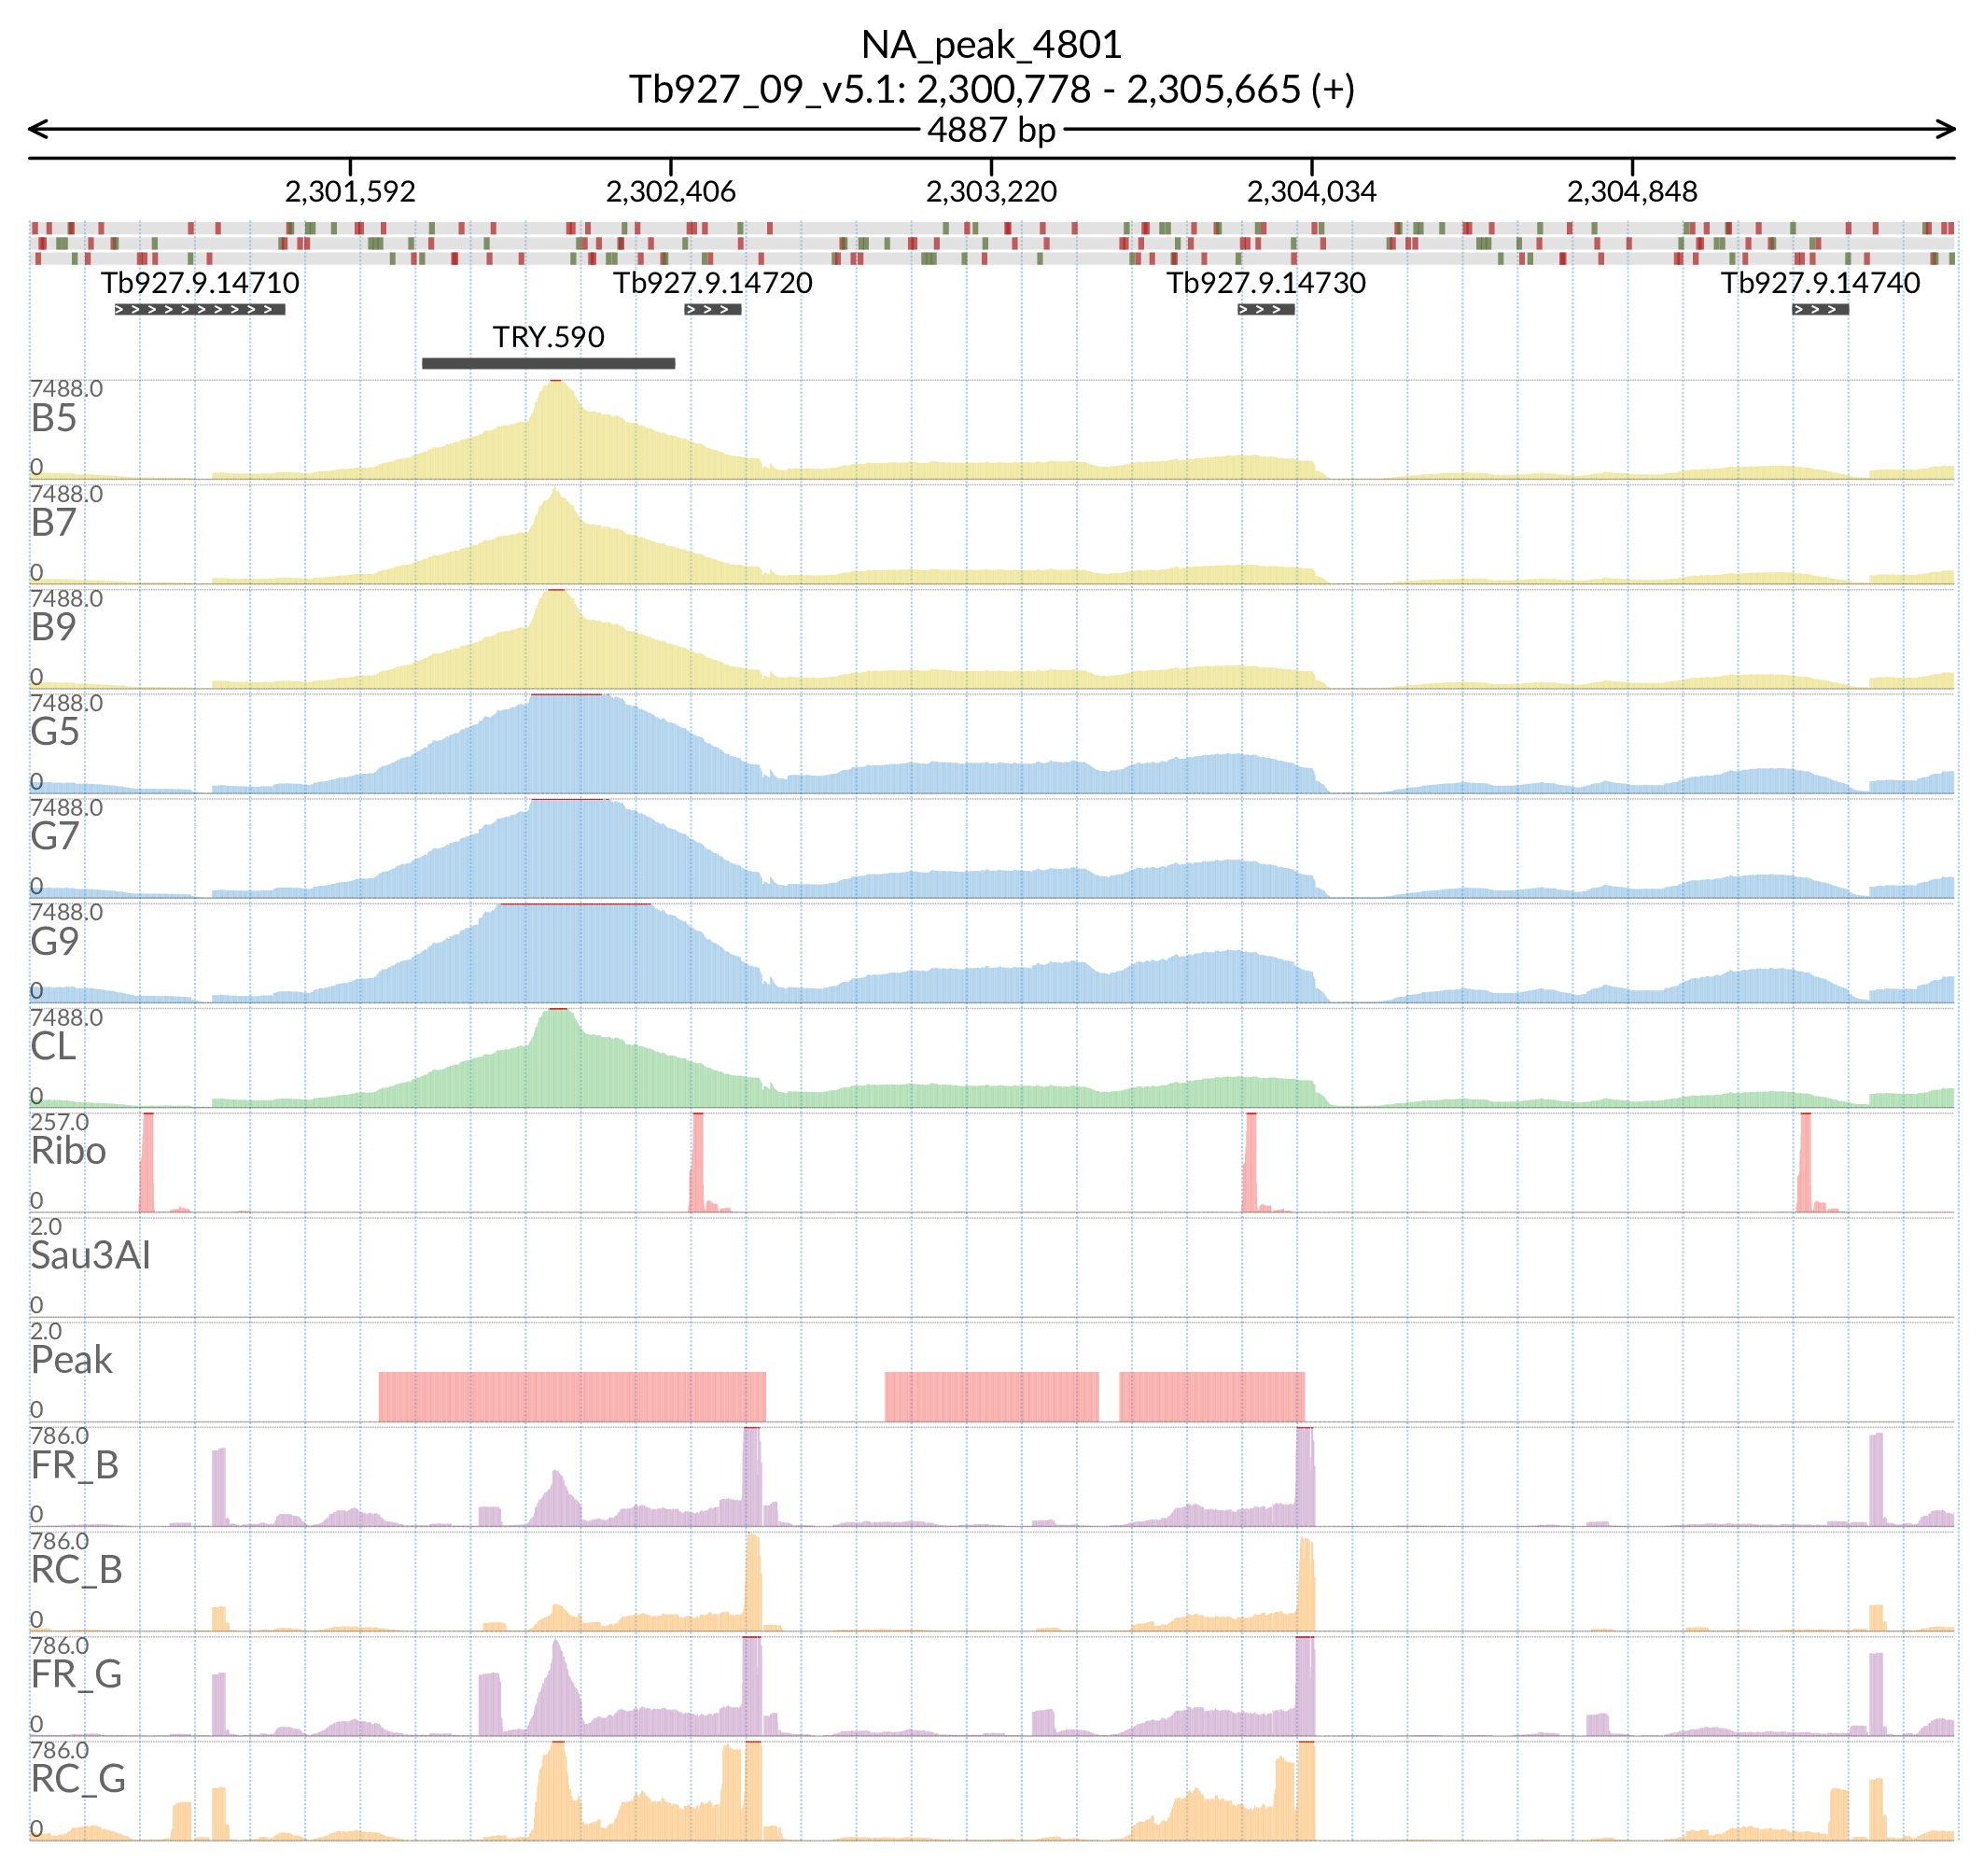 NA_peak_4801
Tb927_09_v5.1: 2,300,778 - 2,305,665 (+)
4887 bp
2,301,592 2,302,406 2,303,220 2,304,034 2,304,848
Tb927.9.14710 Tb927.9.14720 Tb927.9.14730 Tb927.9.14740
TRY.590
7488.0
B5
0
7488.0
B7
0
7488.0
B9
0
7488.0
G5
0
7488.0
G7
0
7488.0
G9
0
7488.0
CL
0
257.0
Ribo
0
2.0
Sau3AI
0
2.0
Peak
0
786.0
FR_B
0
786.0
RC_B
0
786.0
FR_G
0
786.0
RC_G
0